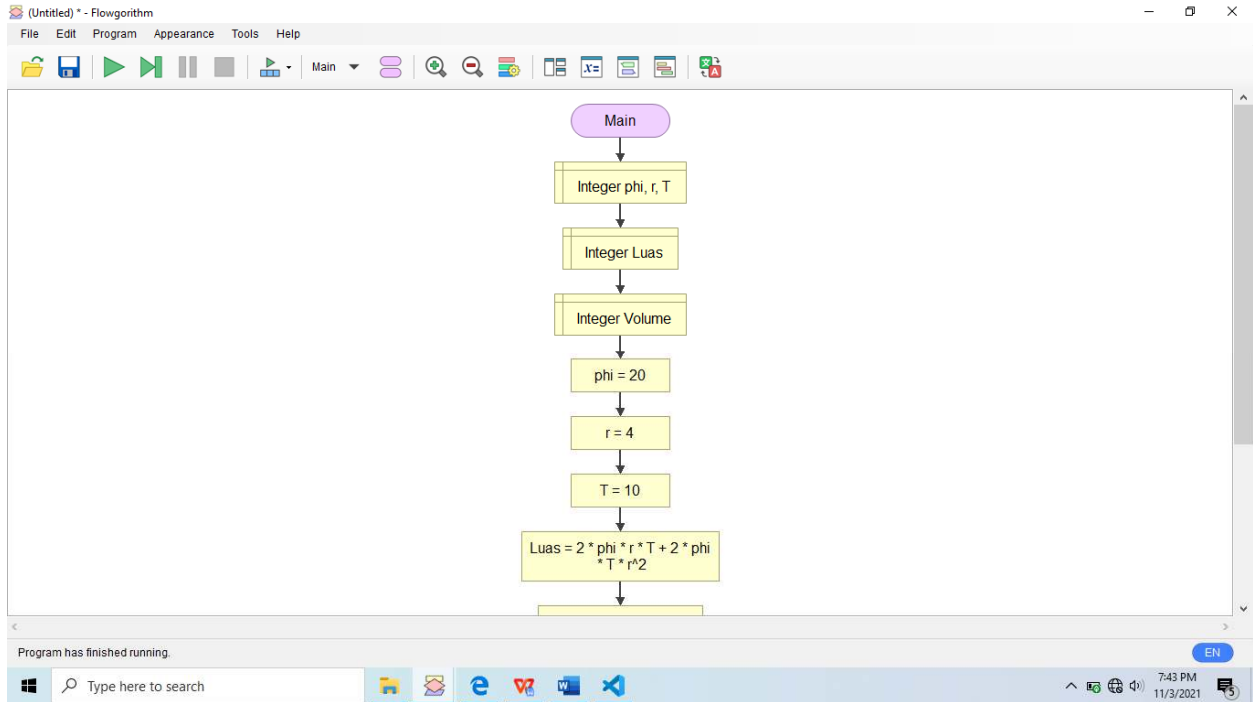 (Untitled) * - Flowgorithm
File Edit Program Appearance Tools Help
Main
x=
Main
Integer phi, r, T
Integer Luas
Integer Volume
phi = 20
r = 4
T = 10
Luas = 2 * phi * r * T + 2 * phi
* T * r^2
Program has finished running.
EN
Type here to search
7:43 PM
11/3/2021
5